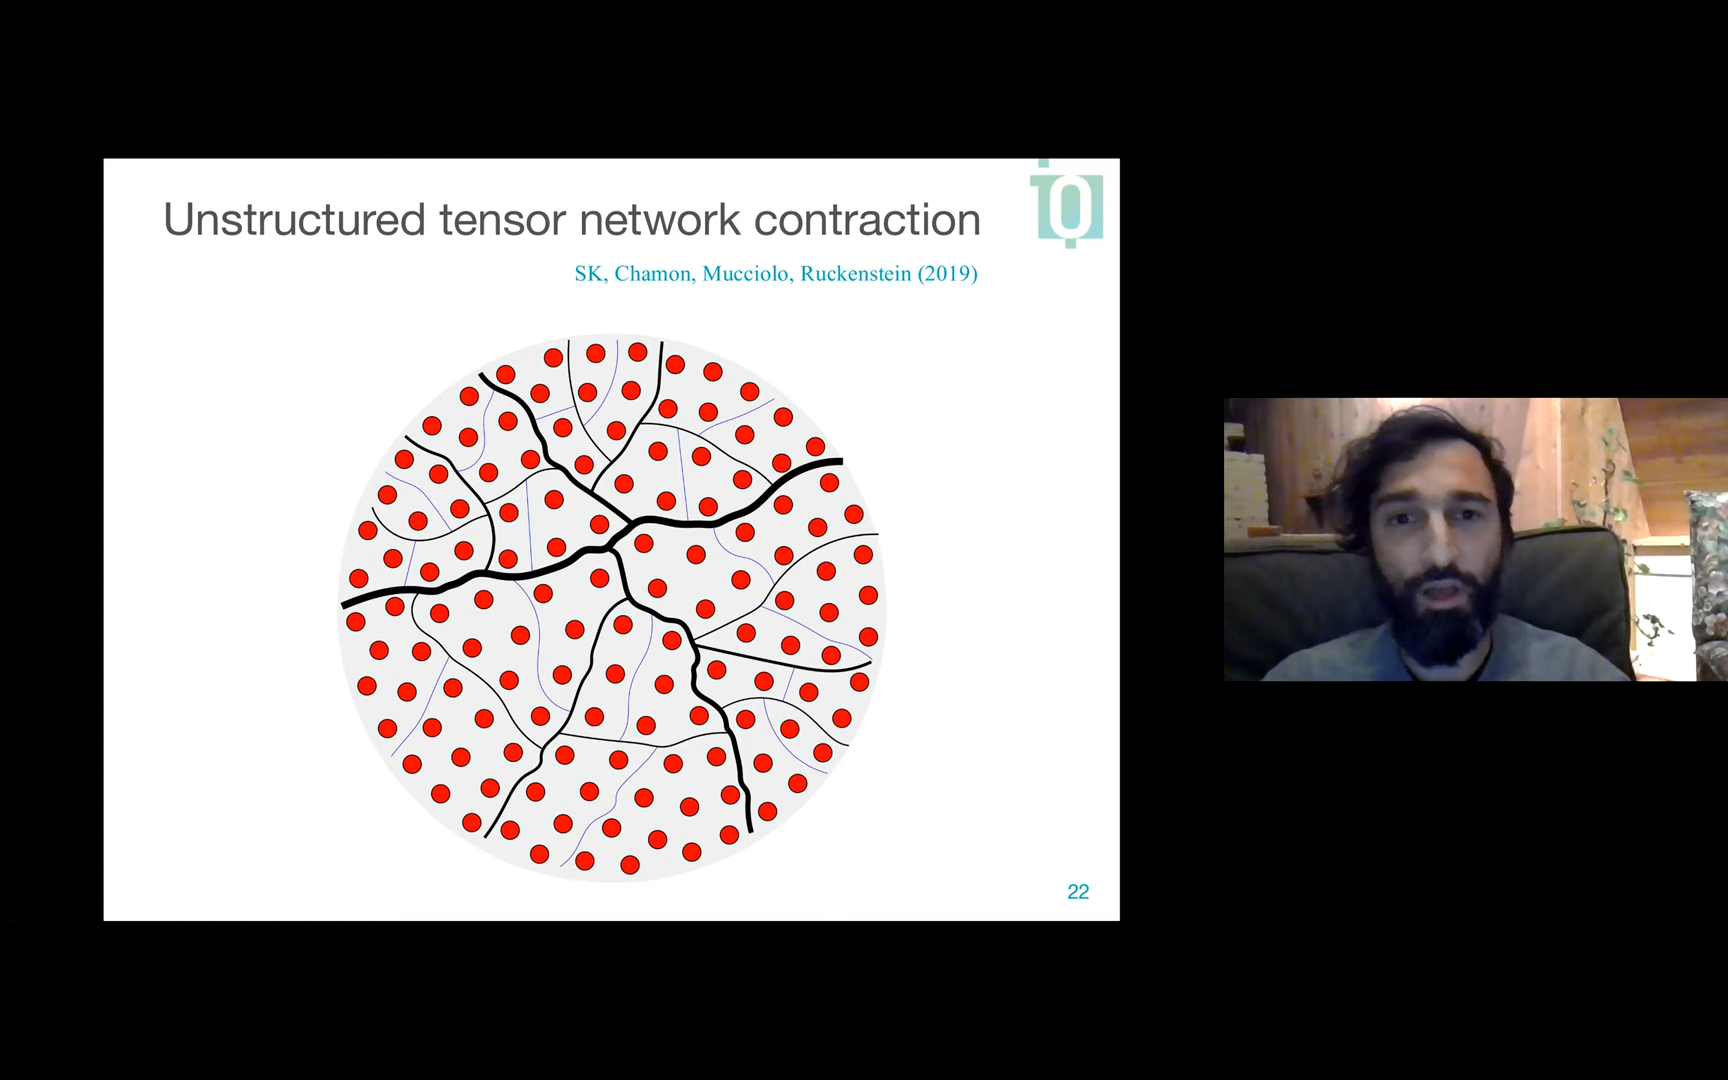 Unstructured tensor network contraction
SK, Chamon, Mucciolo, Ruckenstein (2019)
22